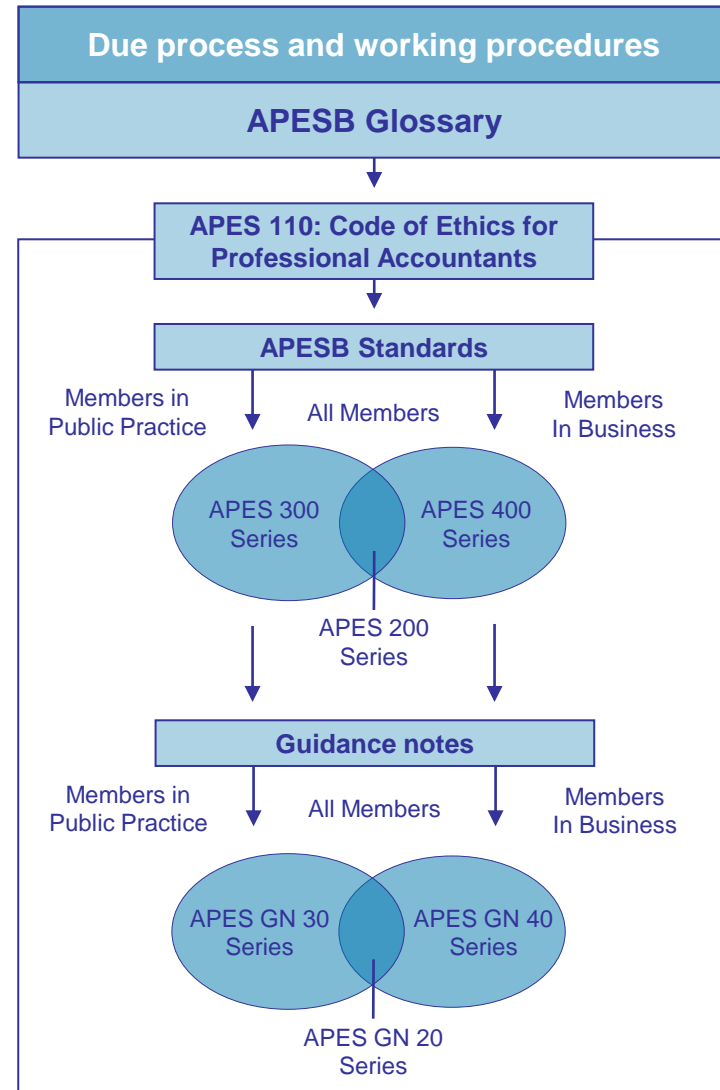 Due process and working procedures
APESB Glossary
APES 110: Code of Ethics for
Professional Accountants
APESB Standards
Members in
Public Practice
All Members
Members
In Business
APES 300
Series
APES 400
Series
APES 200
Series
Guidance notes
Members in
Public Practice
All Members
Members
In Business
APES GN 30
Series
APES GN 40
Series
APES GN 20
Series